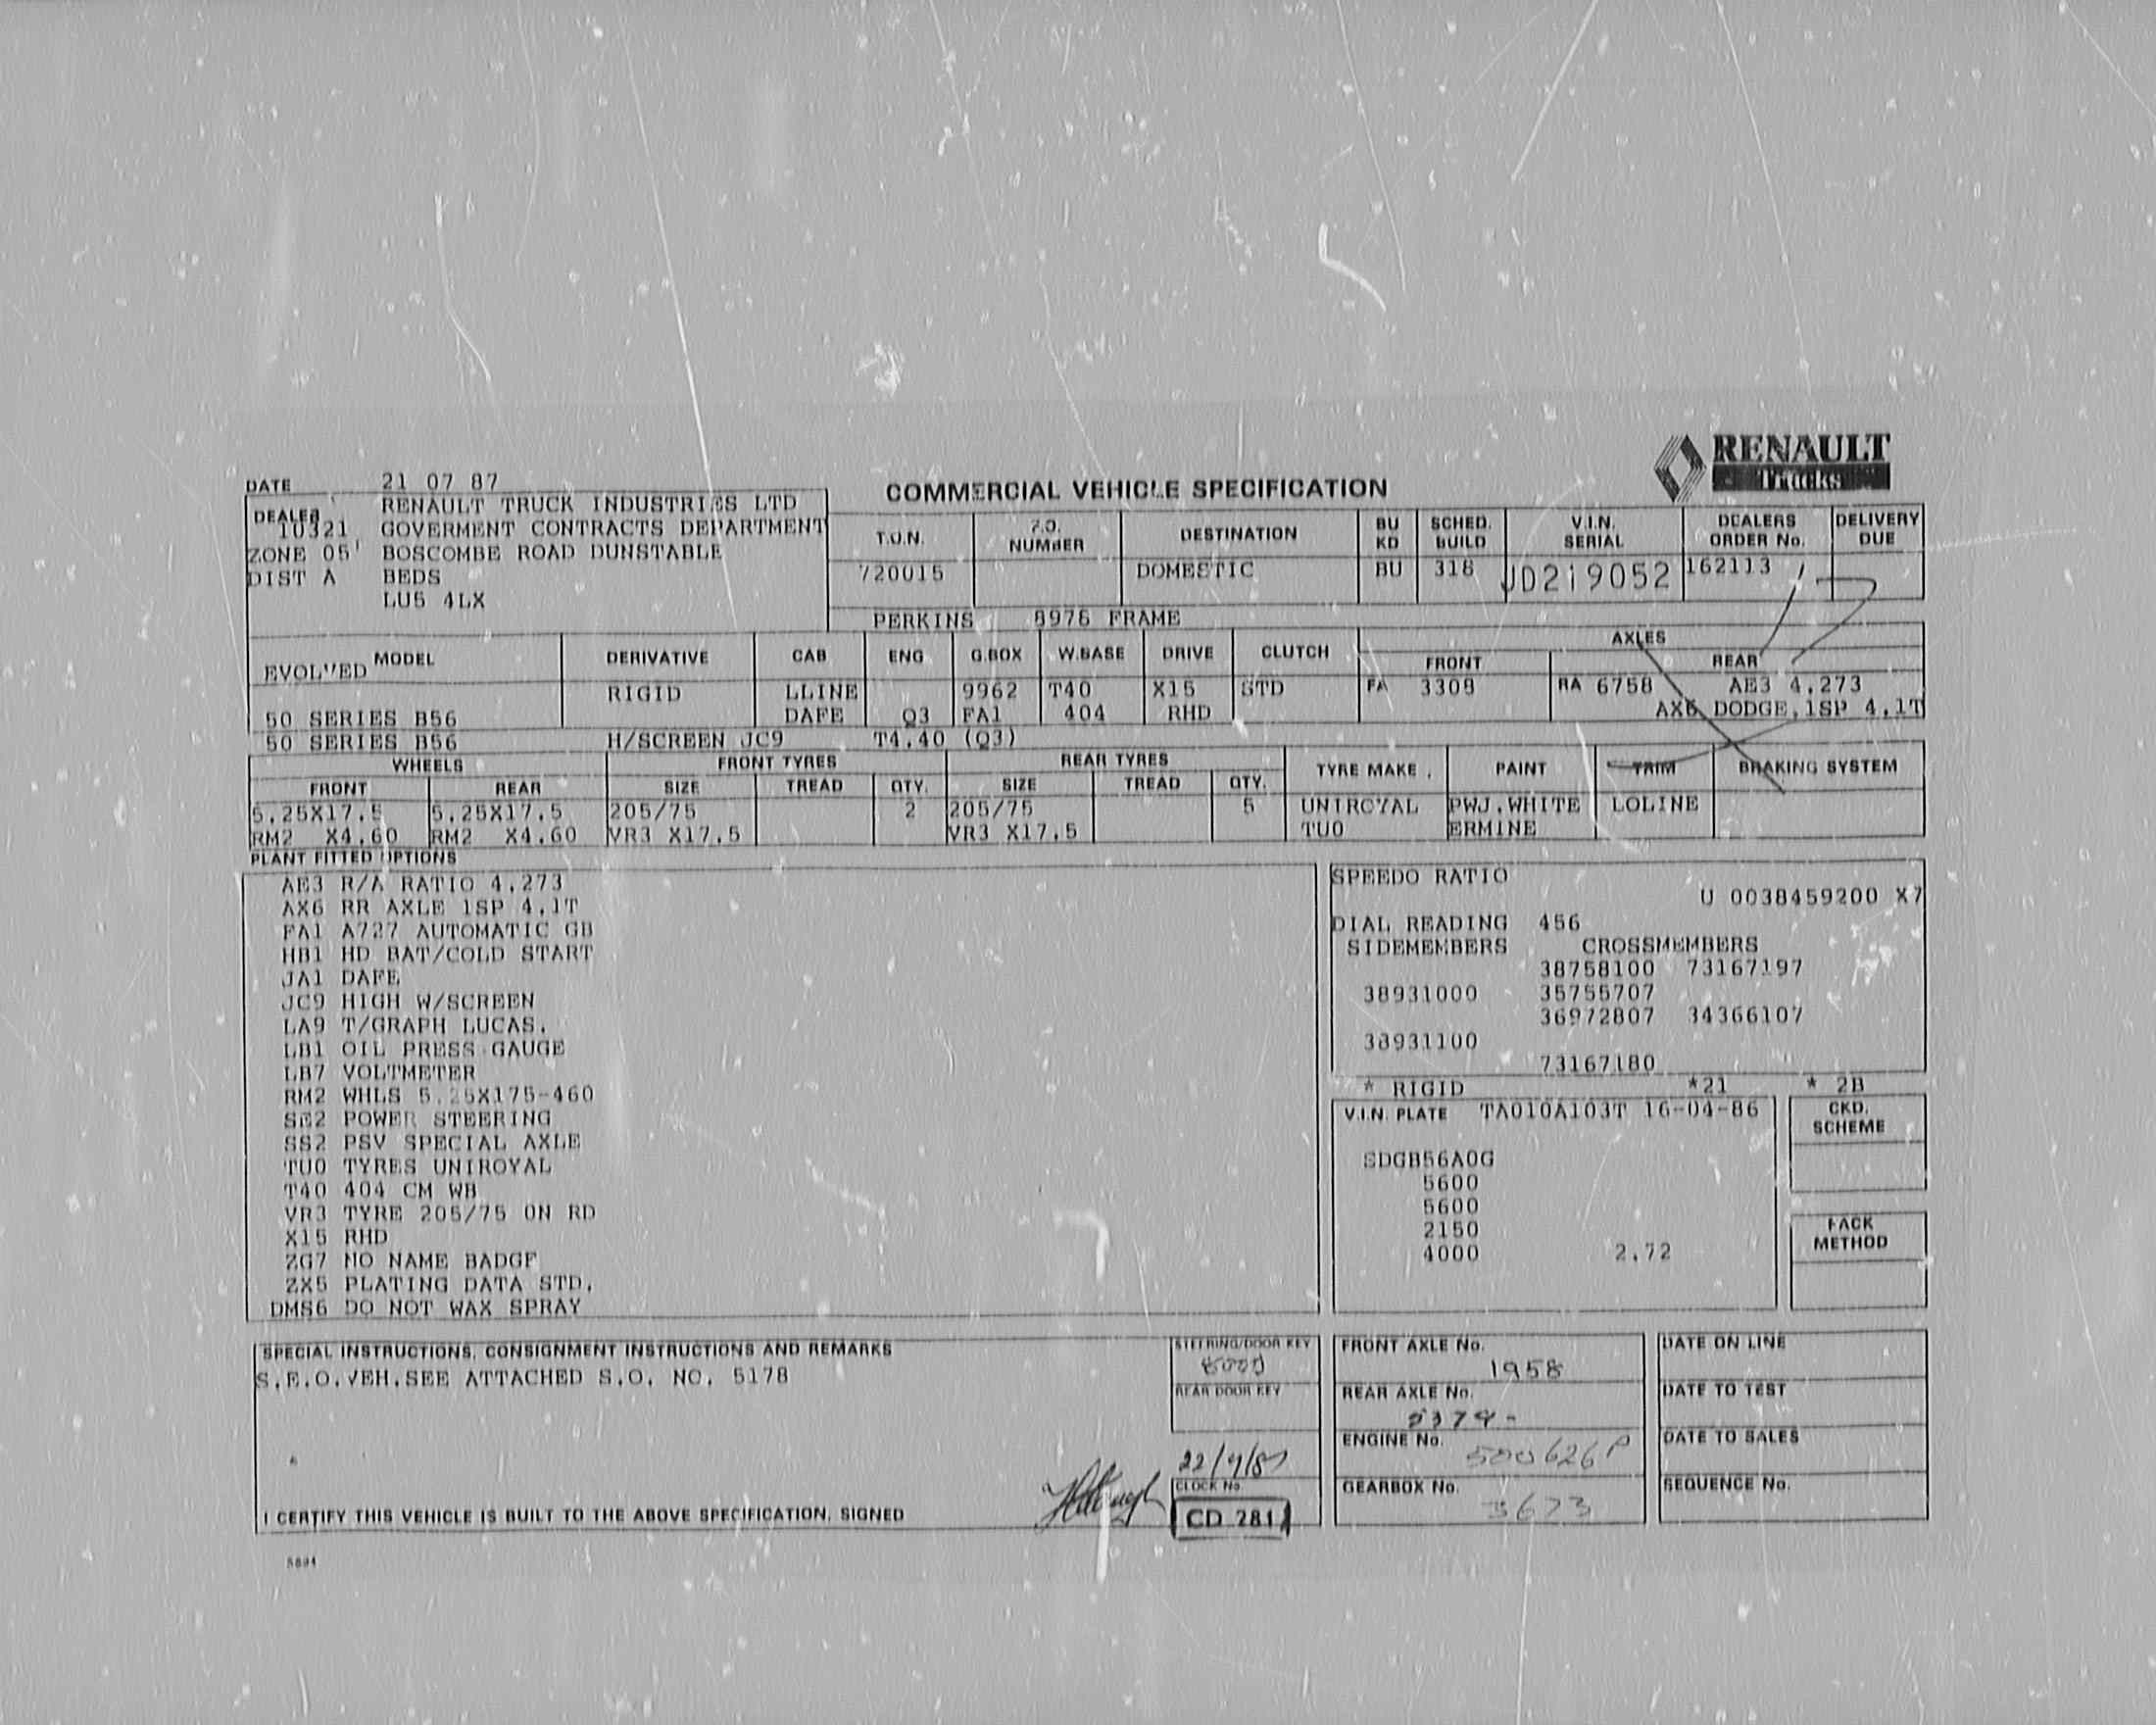 RENAULT
Trucks
DATE 21 07 87
COMMERCIAL VEHICLE SPECIFICATION
RENAULT TRUCK INDUSTRIES LTD
DEALER 10321 GOVERMENT CONTRACTS DEPARTMENT
ZONE 05 BOSCOMBE ROAD DUNSTABLE
DIST A BEDS
LU5 4LX
T.O.N. NUMBER DESTINATION BU KD SCHED. BUILD V.I.N. SERIAL DEALERS ORDER No. DELIVERY DUE
720015 DOMESTIC BU 318 JD219052 162113
PERKINS 8976 FRAME
MODEL DERIVATIVE CAB ENG G.BOX W.BASE DRIVE CLUTCH AXLES
FRONT REAR
EVOLVED
RIGID LLINE 9962 T40 X15 STD FA 3309 RA 6758 AE3 4.273
50 SERIES B56 DAFE Q3 FA1 404 RHD AX6 DODGE,1SP 4.1T
50 SERIES B56 H/SCREEN JC9 T4.40 (Q3)
WHEELS FRONT TYRES REAR TYRES TYRE MAKE PAINT TRIM BRAKING SYSTEM
FRONT REAR SIZE TREAD QTY. SIZE TREAD QTY.
5.25X17.5 5.25X17.5 205/75 2 205/75 5 UNIROYAL PWJ.WHITE LOLINE
RM2 X4.60 RM2 X4.60 VR3 X17.5 VR3 X17.5 TU0 ERMINE
PLANT FITTED OPTIONS
AE3 R/A RATIO 4.273
AX6 RR AXLE 1SP 4.1T
FA1 A727 AUTOMATIC GB
HB1 HD BAT/COLD START
JA1 DAFE
JC9 HIGH W/SCREEN
LA9 T/GRAPH LUCAS.
LB1 OIL PRESS GAUGE
LB7 VOLTMETER
RM2 WHLS 5.25X175-460
SE2 POWER STEERING
SS2 PSV SPECIAL AXLE
TU0 TYRES UNIROYAL
T40 404 CM WB
VR3 TYRE 205/75 ON RD
X15 RHD
ZG7 NO NAME BADGE
ZX5 PLATING DATA STD.
DMS6 DO NOT WAX SPRAY
SPEEDO RATIO
U 0038459200 X7
DIAL READING 456
SIDEMEMBERS CROSSMEMBERS
38758100 73167197
38931000 35755707
36972807 34366107
38931100
73167180
* RIGID *21 * 2B
V.I.N. PLATE TA010A103T 16-04-86
SDGB56A0G
5600
5600
2150
4000 2.72
CKD. SCHEME
PACK METHOD
SPECIAL INSTRUCTIONS, CONSIGNMENT INSTRUCTIONS AND REMARKS
S.E.O.VEH.SEE ATTACHED S.O. NO. 5178
I CERTIFY THIS VEHICLE IS BUILT TO THE ABOVE SPECIFICATION, SIGNED
STEERING/DOOR KEY
REAR DOOR KEY
CLOCK No.
CD 281
FRONT AXLE No. 1958
REAR AXLE No.
ENGINE No. 500626P
GEARBOX No. 3673
DATE ON LINE
DATE TO TEST
DATE TO SALES
SEQUENCE No.
5894